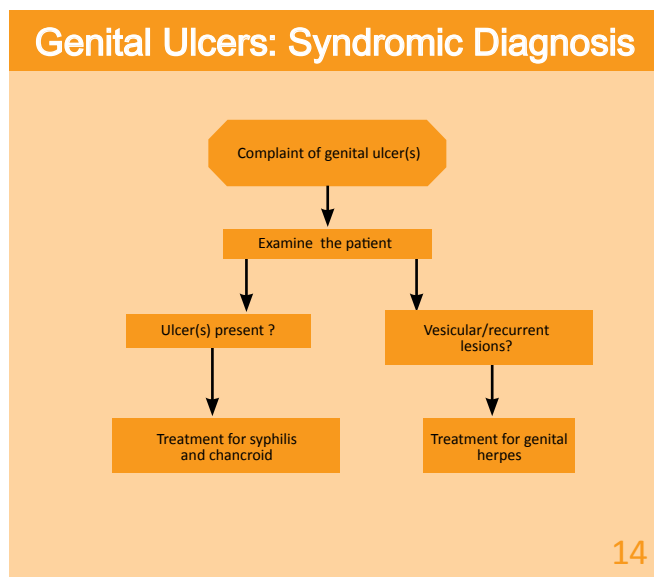 Genital Ulcers: Syndromic Diagnosis
Complaint of genital ulcer(s)
Examine the patient
Ulcer(s) present ?
Vesicular/recurrent
lesions?
Treatment for syphilis
and chancroid
Treatment for genital
herpes
14